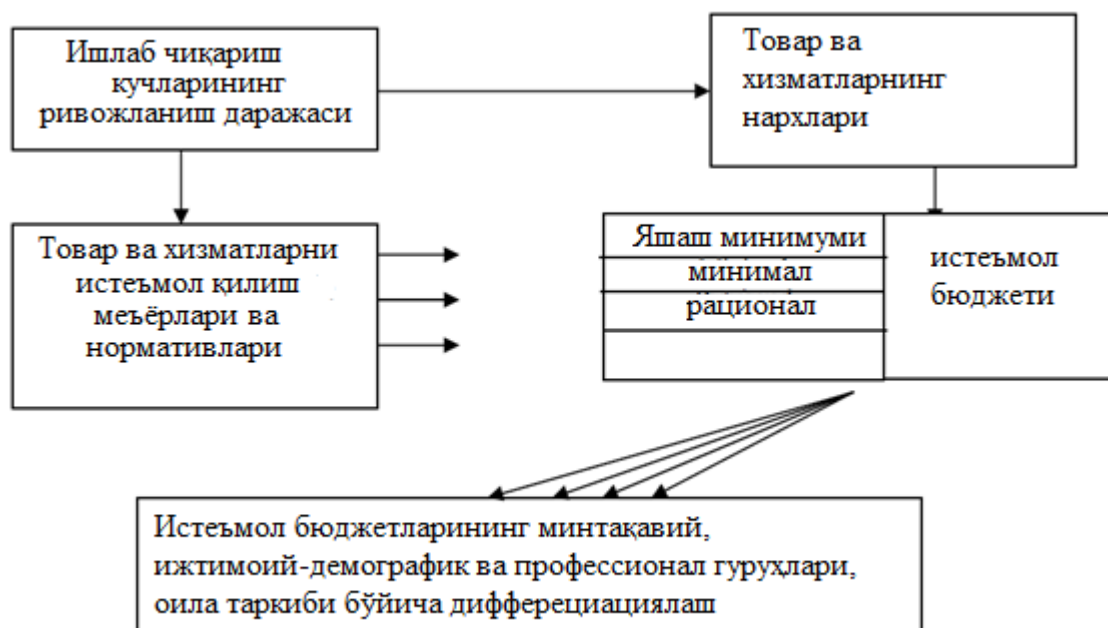 Ишлаб чиқариш
кучларининг
ривожланиш даражаси
Товар ва
хизматларнинг
нархлари
Товар ва хизматларни
истеъмол қилиш
меъёрлари ва
нормативлари
Яшаш минимуми
минимал
рационал
истеъмол
бюджети
Истеъмол бюджетларининг минтақавий,
ижтимоий-демографик ва профессионал гуруҳлари,
оила таркиби бўйича дифферециациялаш